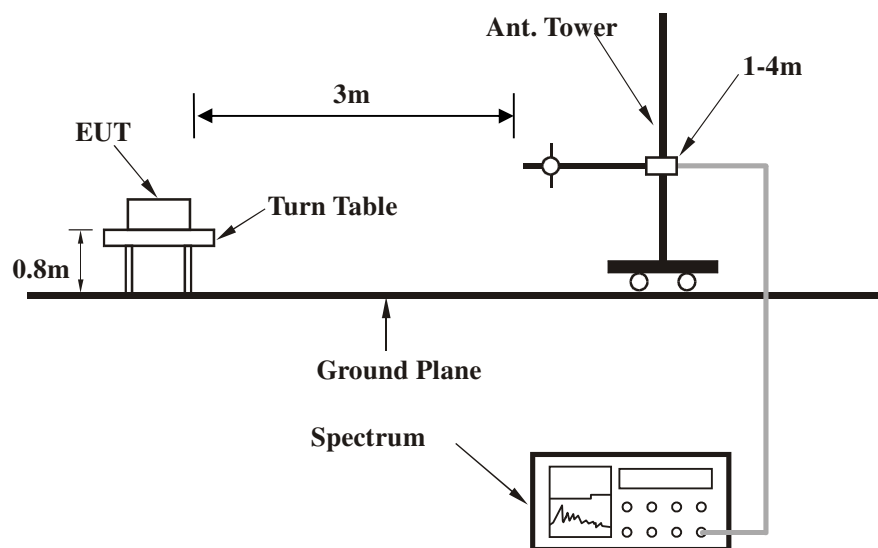 Ant. Tower
1-4m
3m
EUT
Turn Table
0.8m
Ground Plane
Spectrum